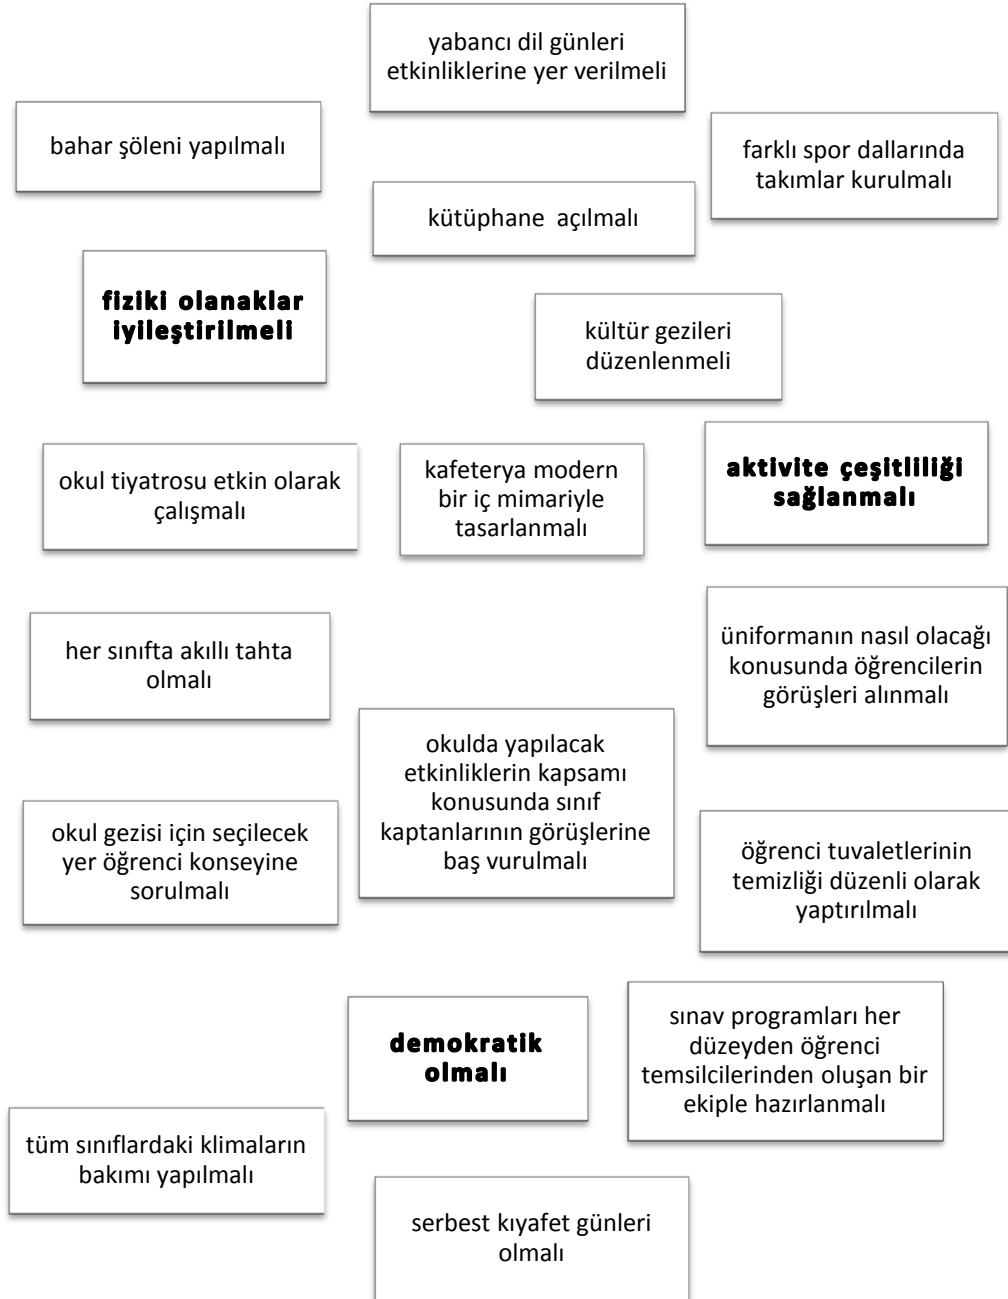 yabancı dil günleri
etkinliklerine yer verilmeli
bahar şöleni yapılmalı
farklı spor dallarında
takımlar kurulmalı
kütüphane açılmalı
fiziki olanaklar
iyileştirilmeli
kültür gezileri
düzenlenmeli
okul tiyatrosu etkin olarak
çalışmalı
kafeterya modern
bir iç mimariyle
tasarlanmalı
aktivite çeşitliliği
sağlanmalı
her sınıfta akıllı tahta
olmalı
üniformanın nasıl olacağı
konusunda öğrencilerin
görüşleri alınmalı
okulda yapılacak
etkinliklerin kapsamı
konusunda sınıf
kaptanlarının görüşlerine
baş vurulmalı
okul gezisi için seçilecek
yer öğrenci konseyine
sorulmalı
öğrenci tuvaletlerinin
temizliği düzenli olarak
yaptırılmalı
demokratik
olmalı
sınav programları her
düzeyden öğrenci
temsilcilerinden oluşan bir
ekiple hazırlanmalı
tüm sınıflardaki klimaların
bakımı yapılmalı
serbest kıyafet günleri
olmalı